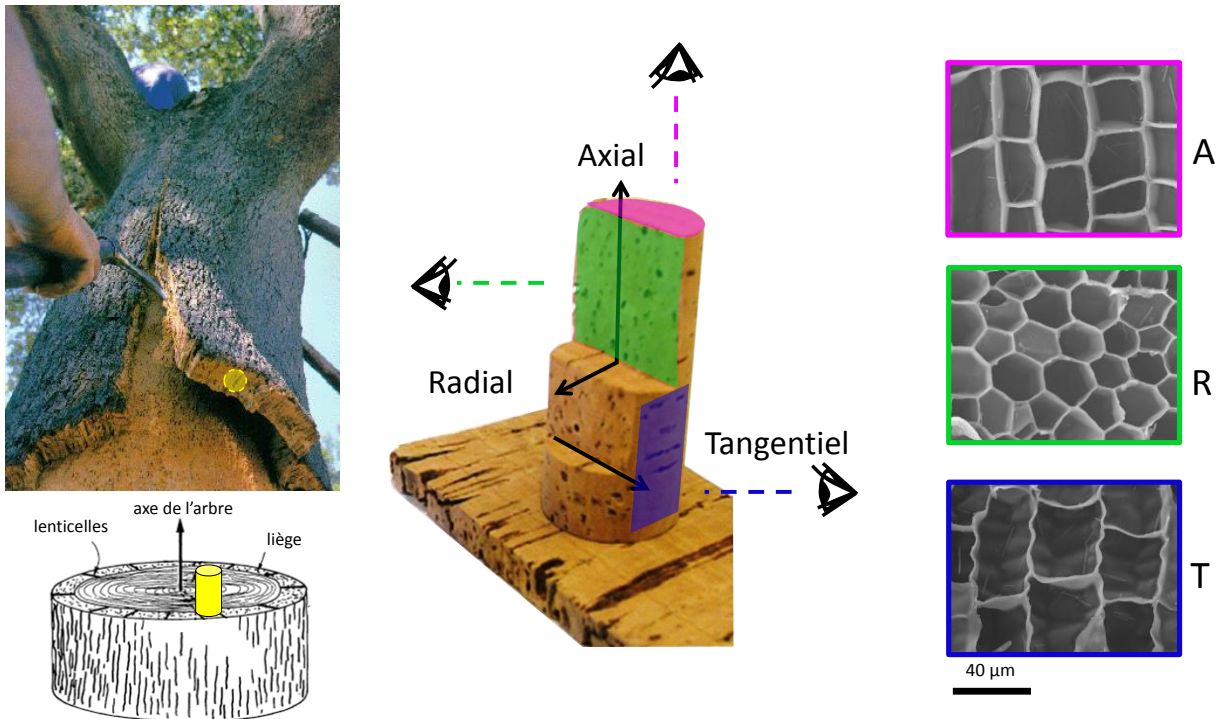 axe de l'arbre
lenticelles
liège
Axial
Radial
Tangentiel
A
R
T
40 µm